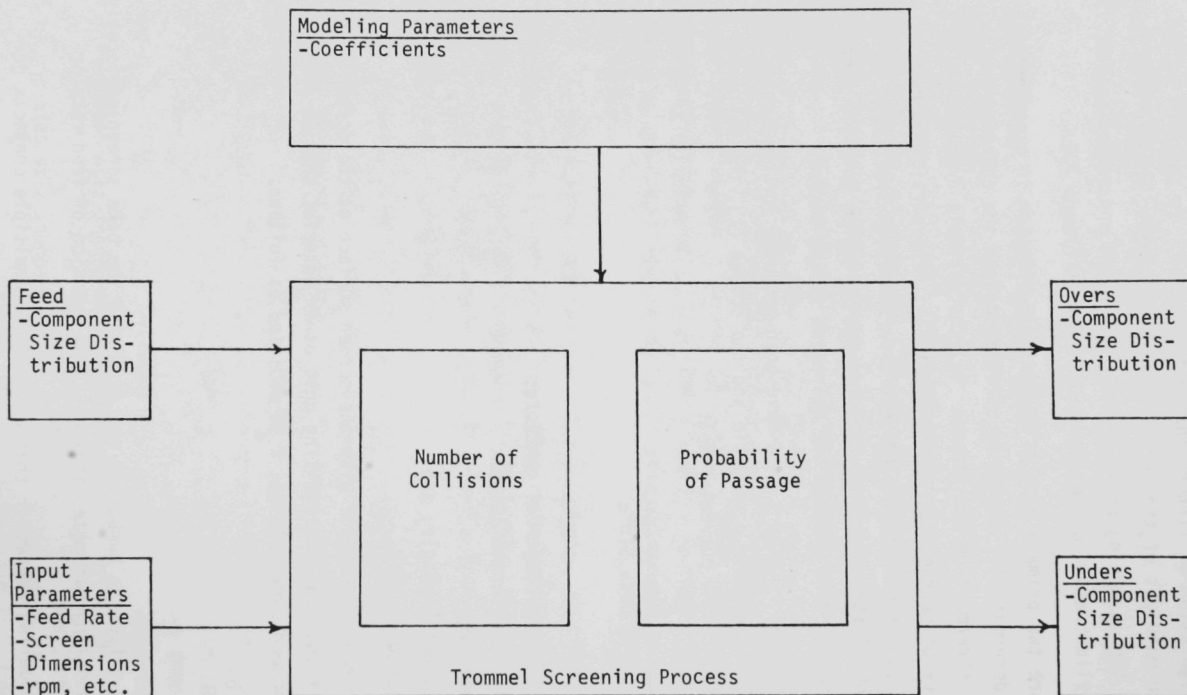 Modeling Parameters
-Coefficients
Feed
-Component
Size Dis-
tribution
Input
Parameters
-Feed Rate
-Screen
Dimensions
-rpm, etc.
Number of
Collisions
Probability
of Passage
Trommel Screening Process
Overs
-Component
Size Dis-
tribution
Unders
-Component
Size Dis-
tribution